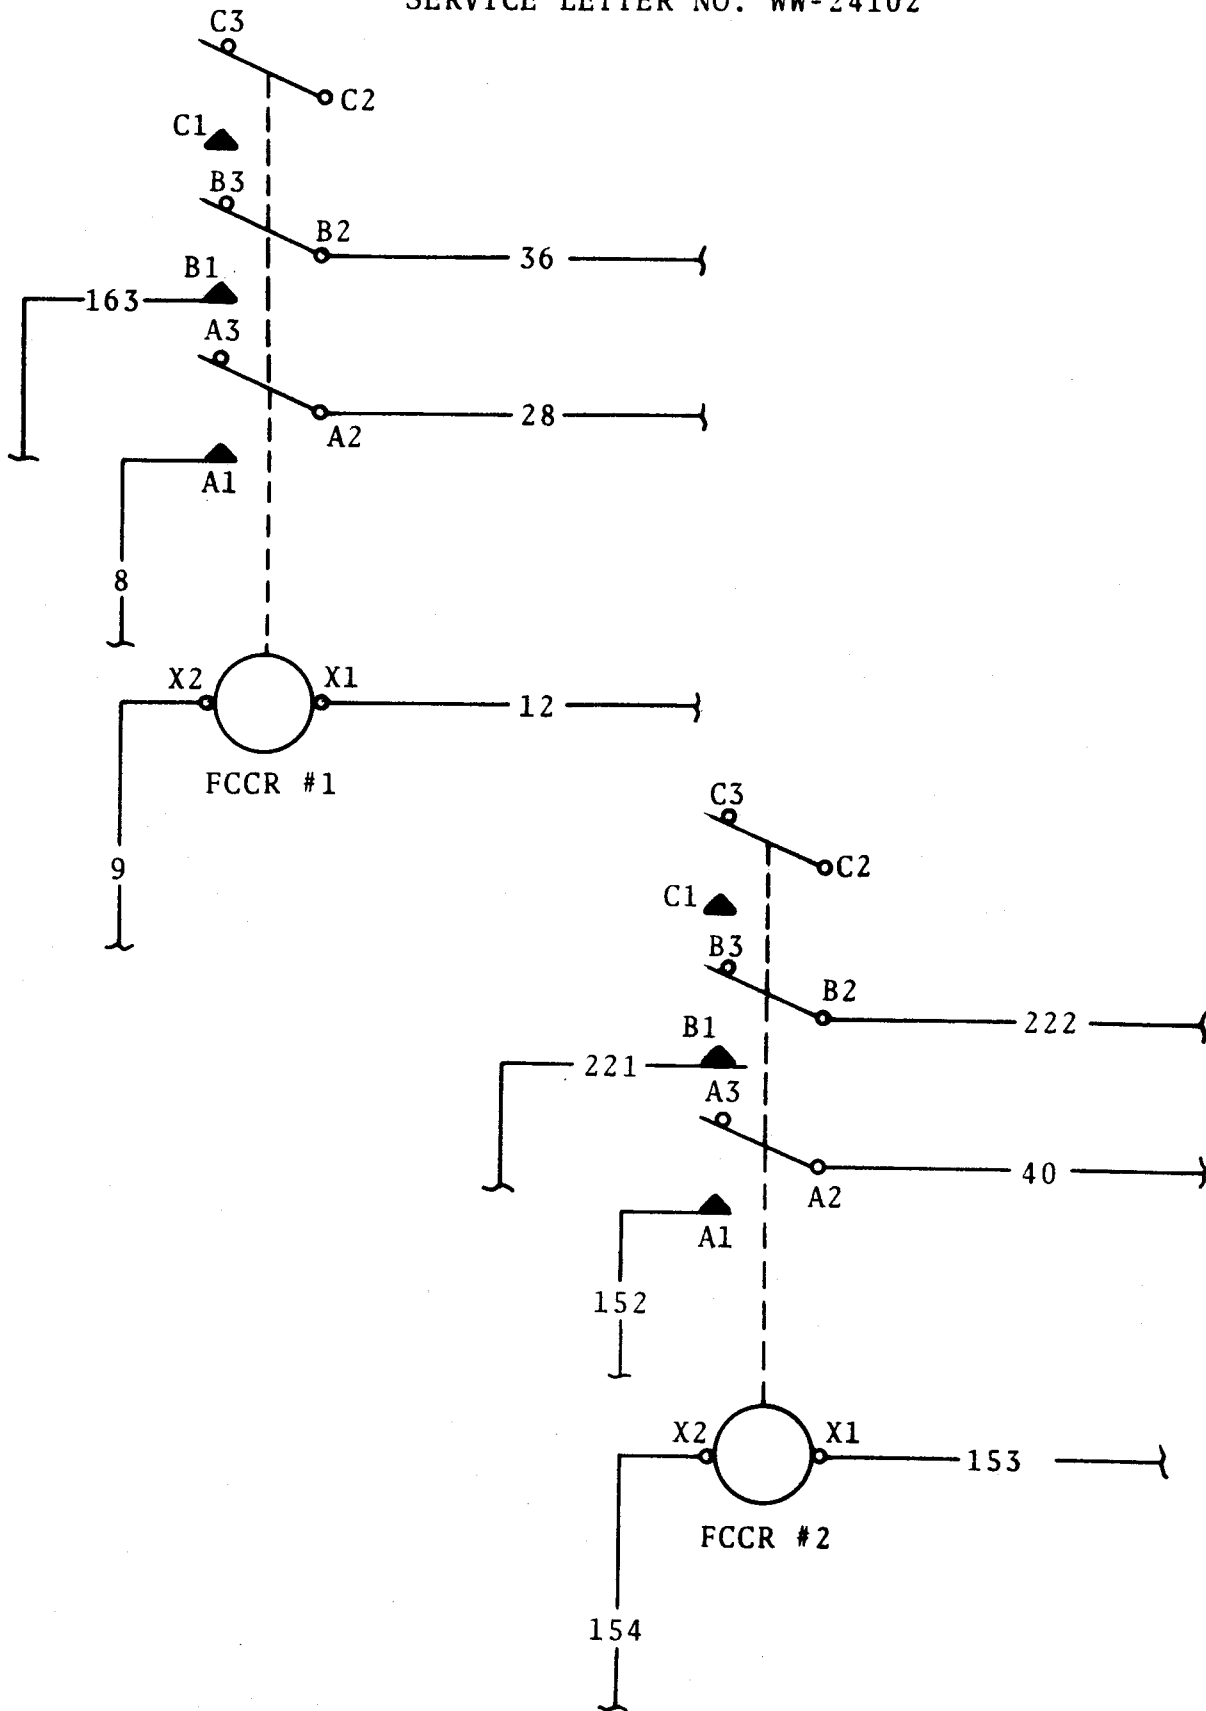 SERVICE LETTER NO. WW-24102
C3
C2
C1
B3
B2
36
B1
163
A3
28
A2
A1
8
X2
X1
12
FCCR #1
9
C3
C2
C1
B3
B2
222
B1
221
A3
40
A2
A1
152
X2
X1
153
FCCR #2
154